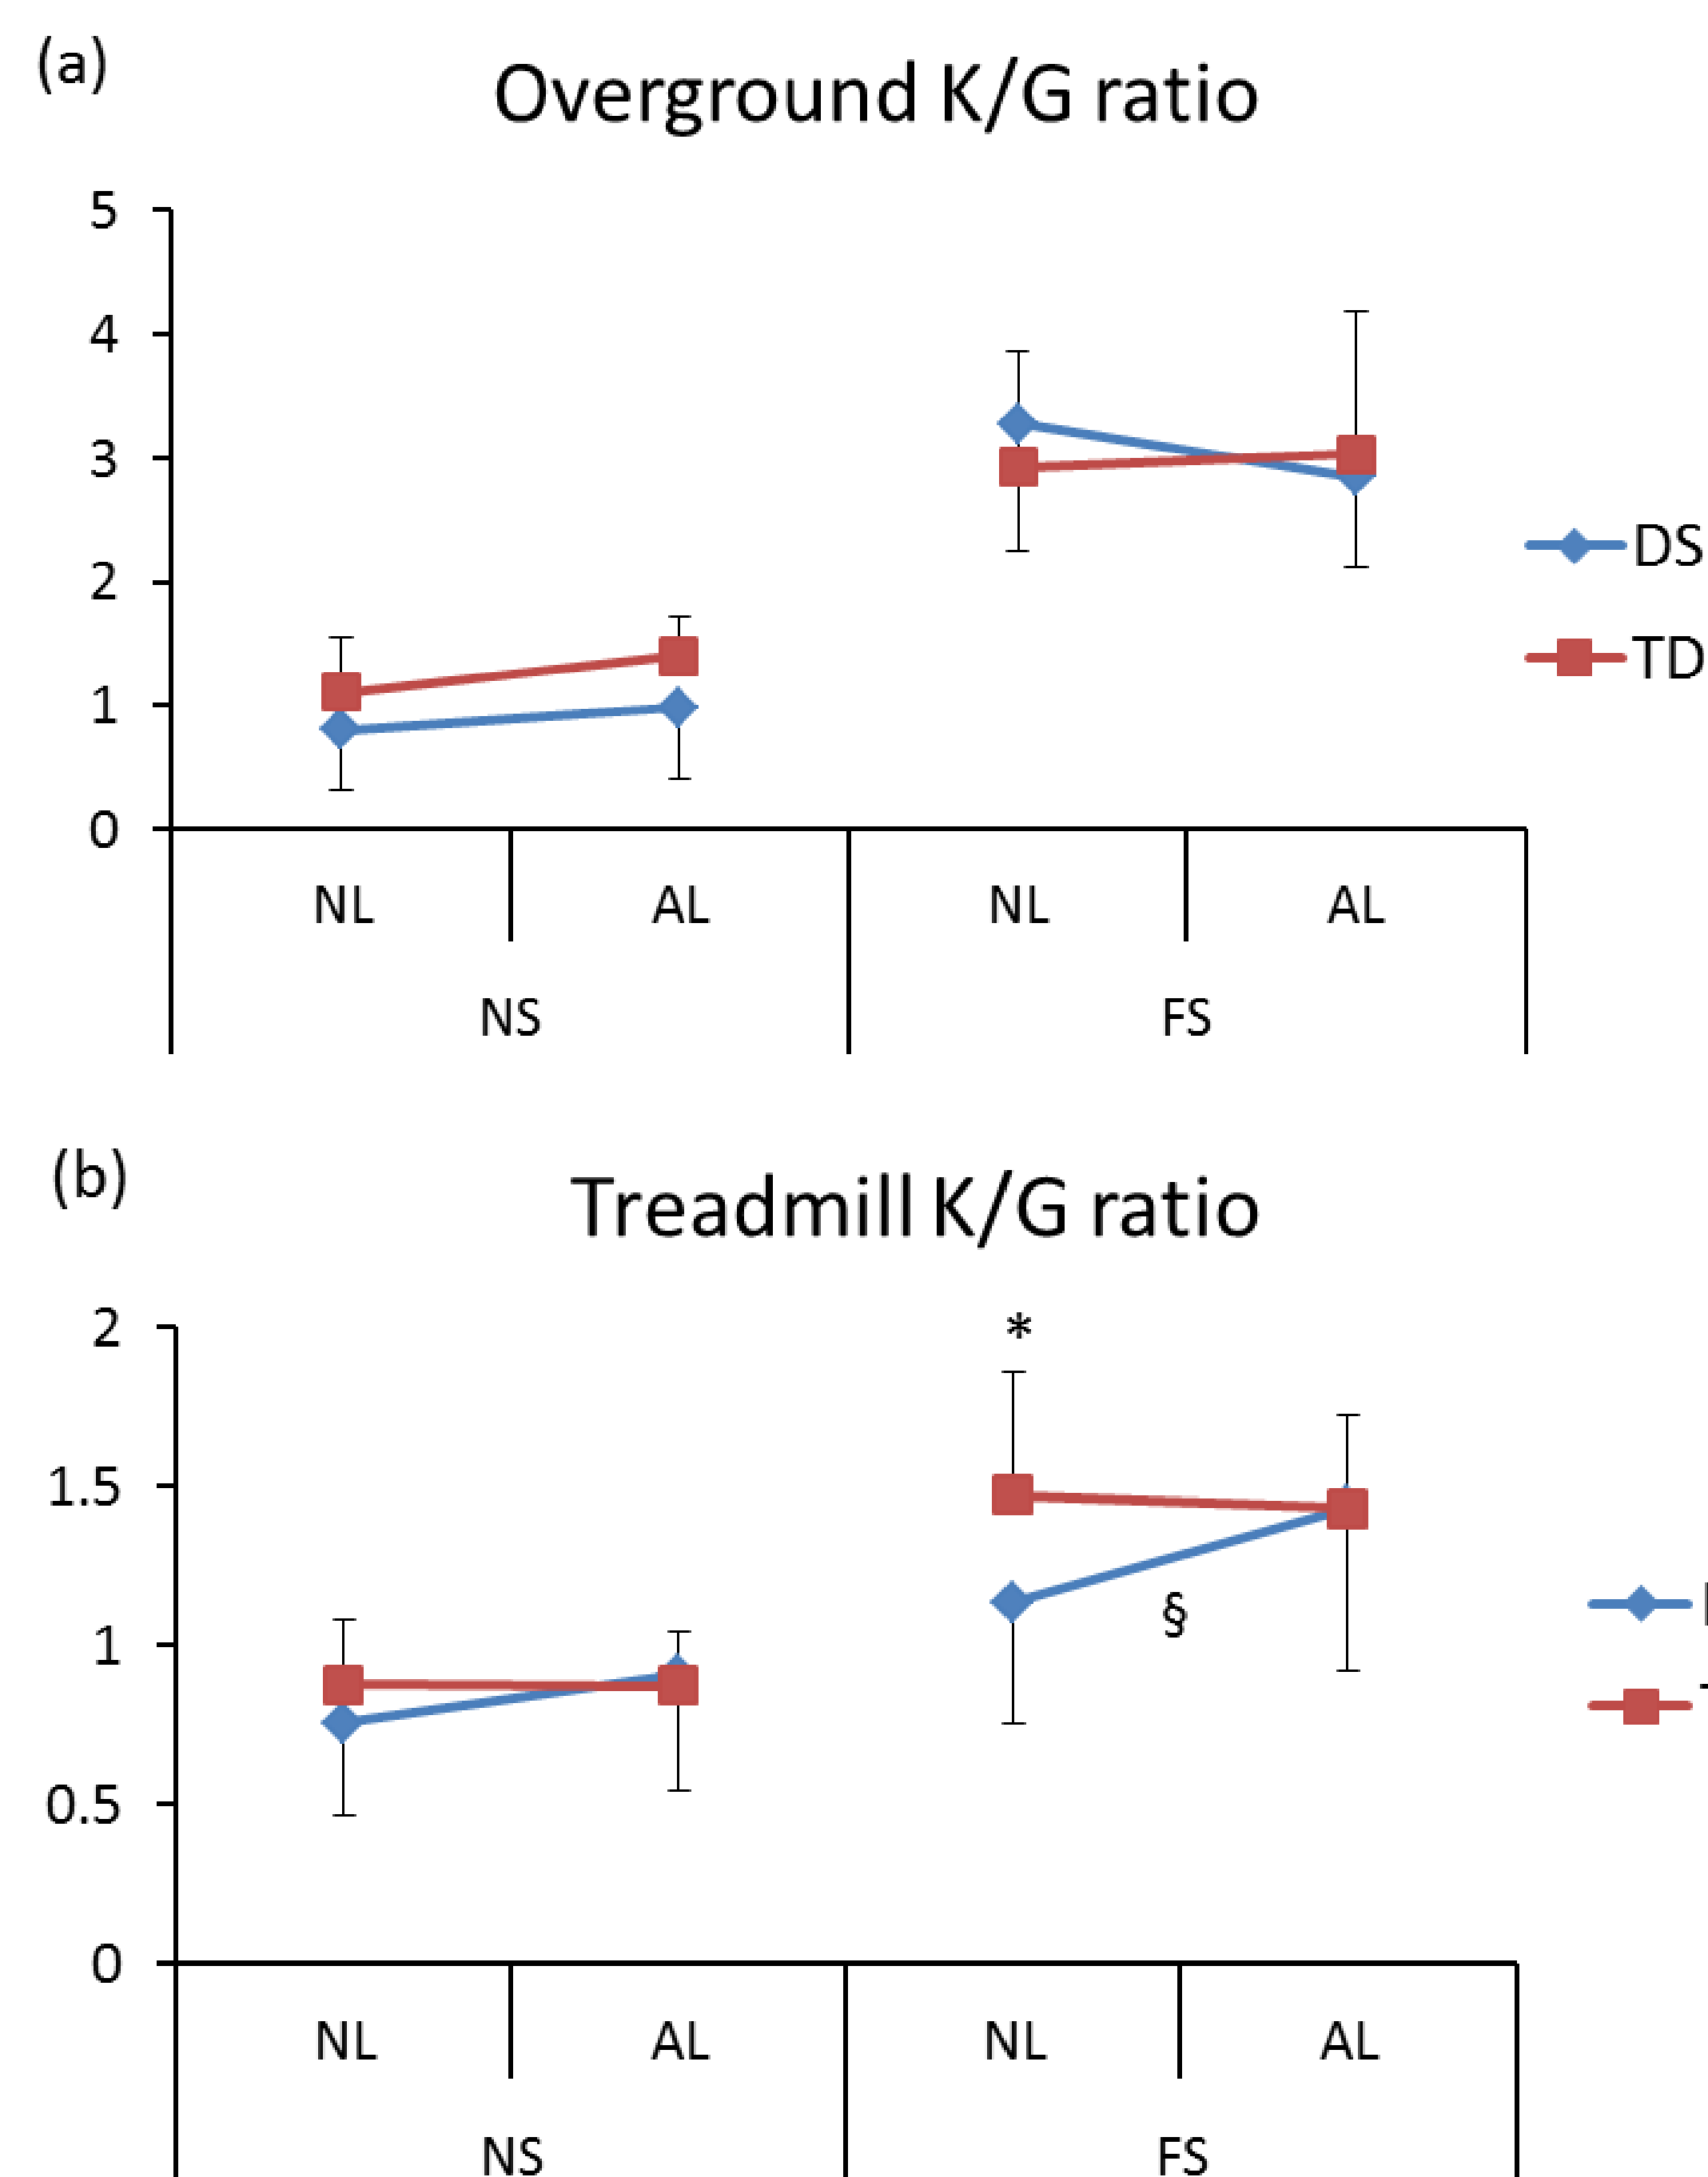 (a)
Overground K/G ratio
5
4
3
2
1
0
DS
TD
NL AL NL AL
NS FS
(b)
Treadmill K/G ratio
2
1.5
1
0.5
0
*
§
NL AL NL AL
NS FS